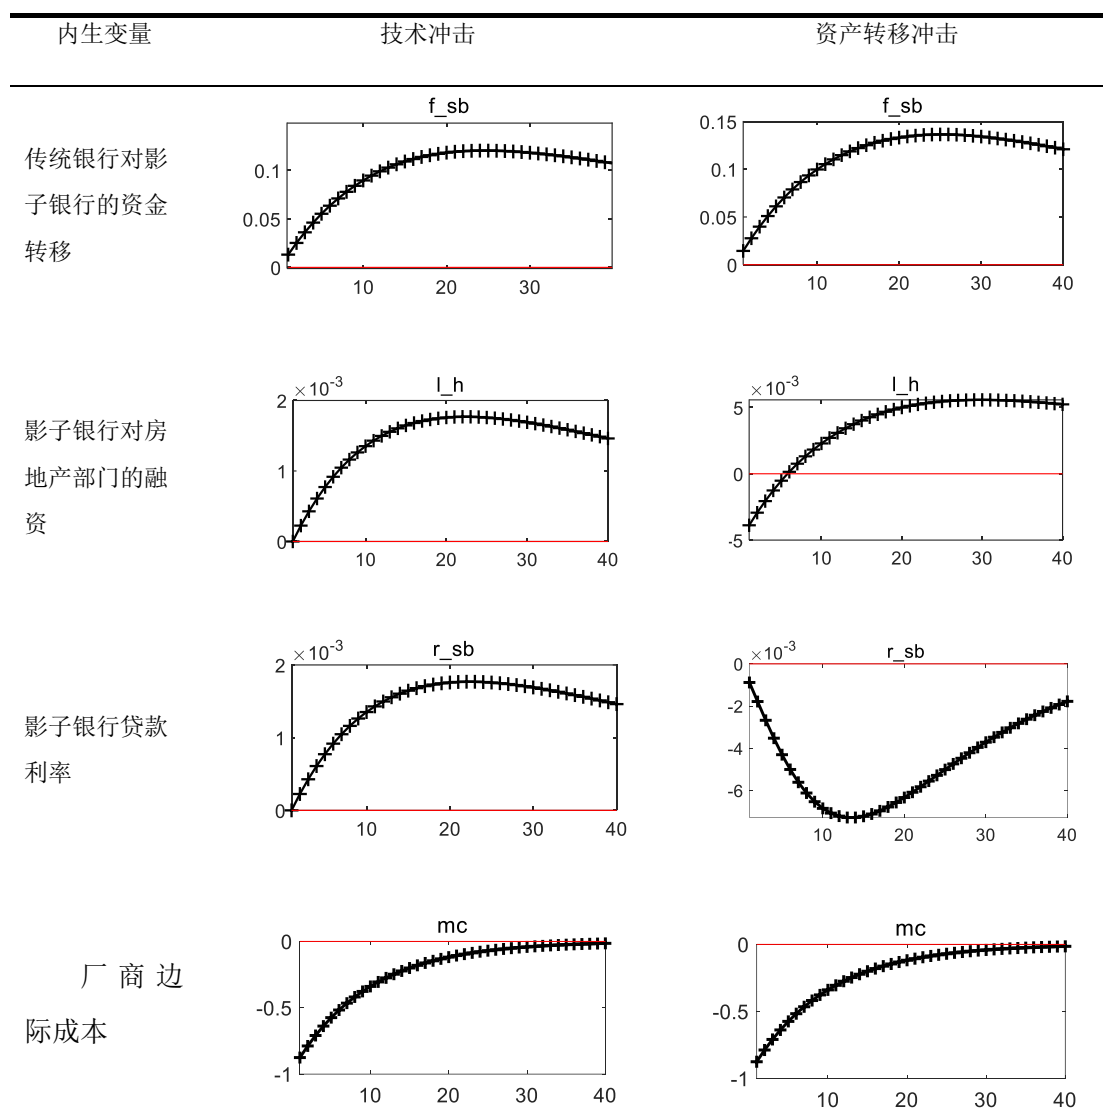 内生变量 技术冲击 资产转移冲击
f_sb f_sb
传统银行对影
子银行的资金
转移
0.1
0.05
0
10 20 30
0.15
0.1
0.05
0
10 20 30 40
l_h l_h
影子银行对房
地产部门的融
资
×10-3
2
1
0
10 20 30 40
×10-3
5
0
-5
10 20 30 40
r_sb r_sb
影子银行贷款
利率
×10-3
2
1
0
10 20 30 40
×10-3
0
-2
-4
-6
10 20 30 40
mc mc
厂商边
际成本
0
-0.5
-1
10 20 30 40
0
-0.5
-1
10 20 30 40